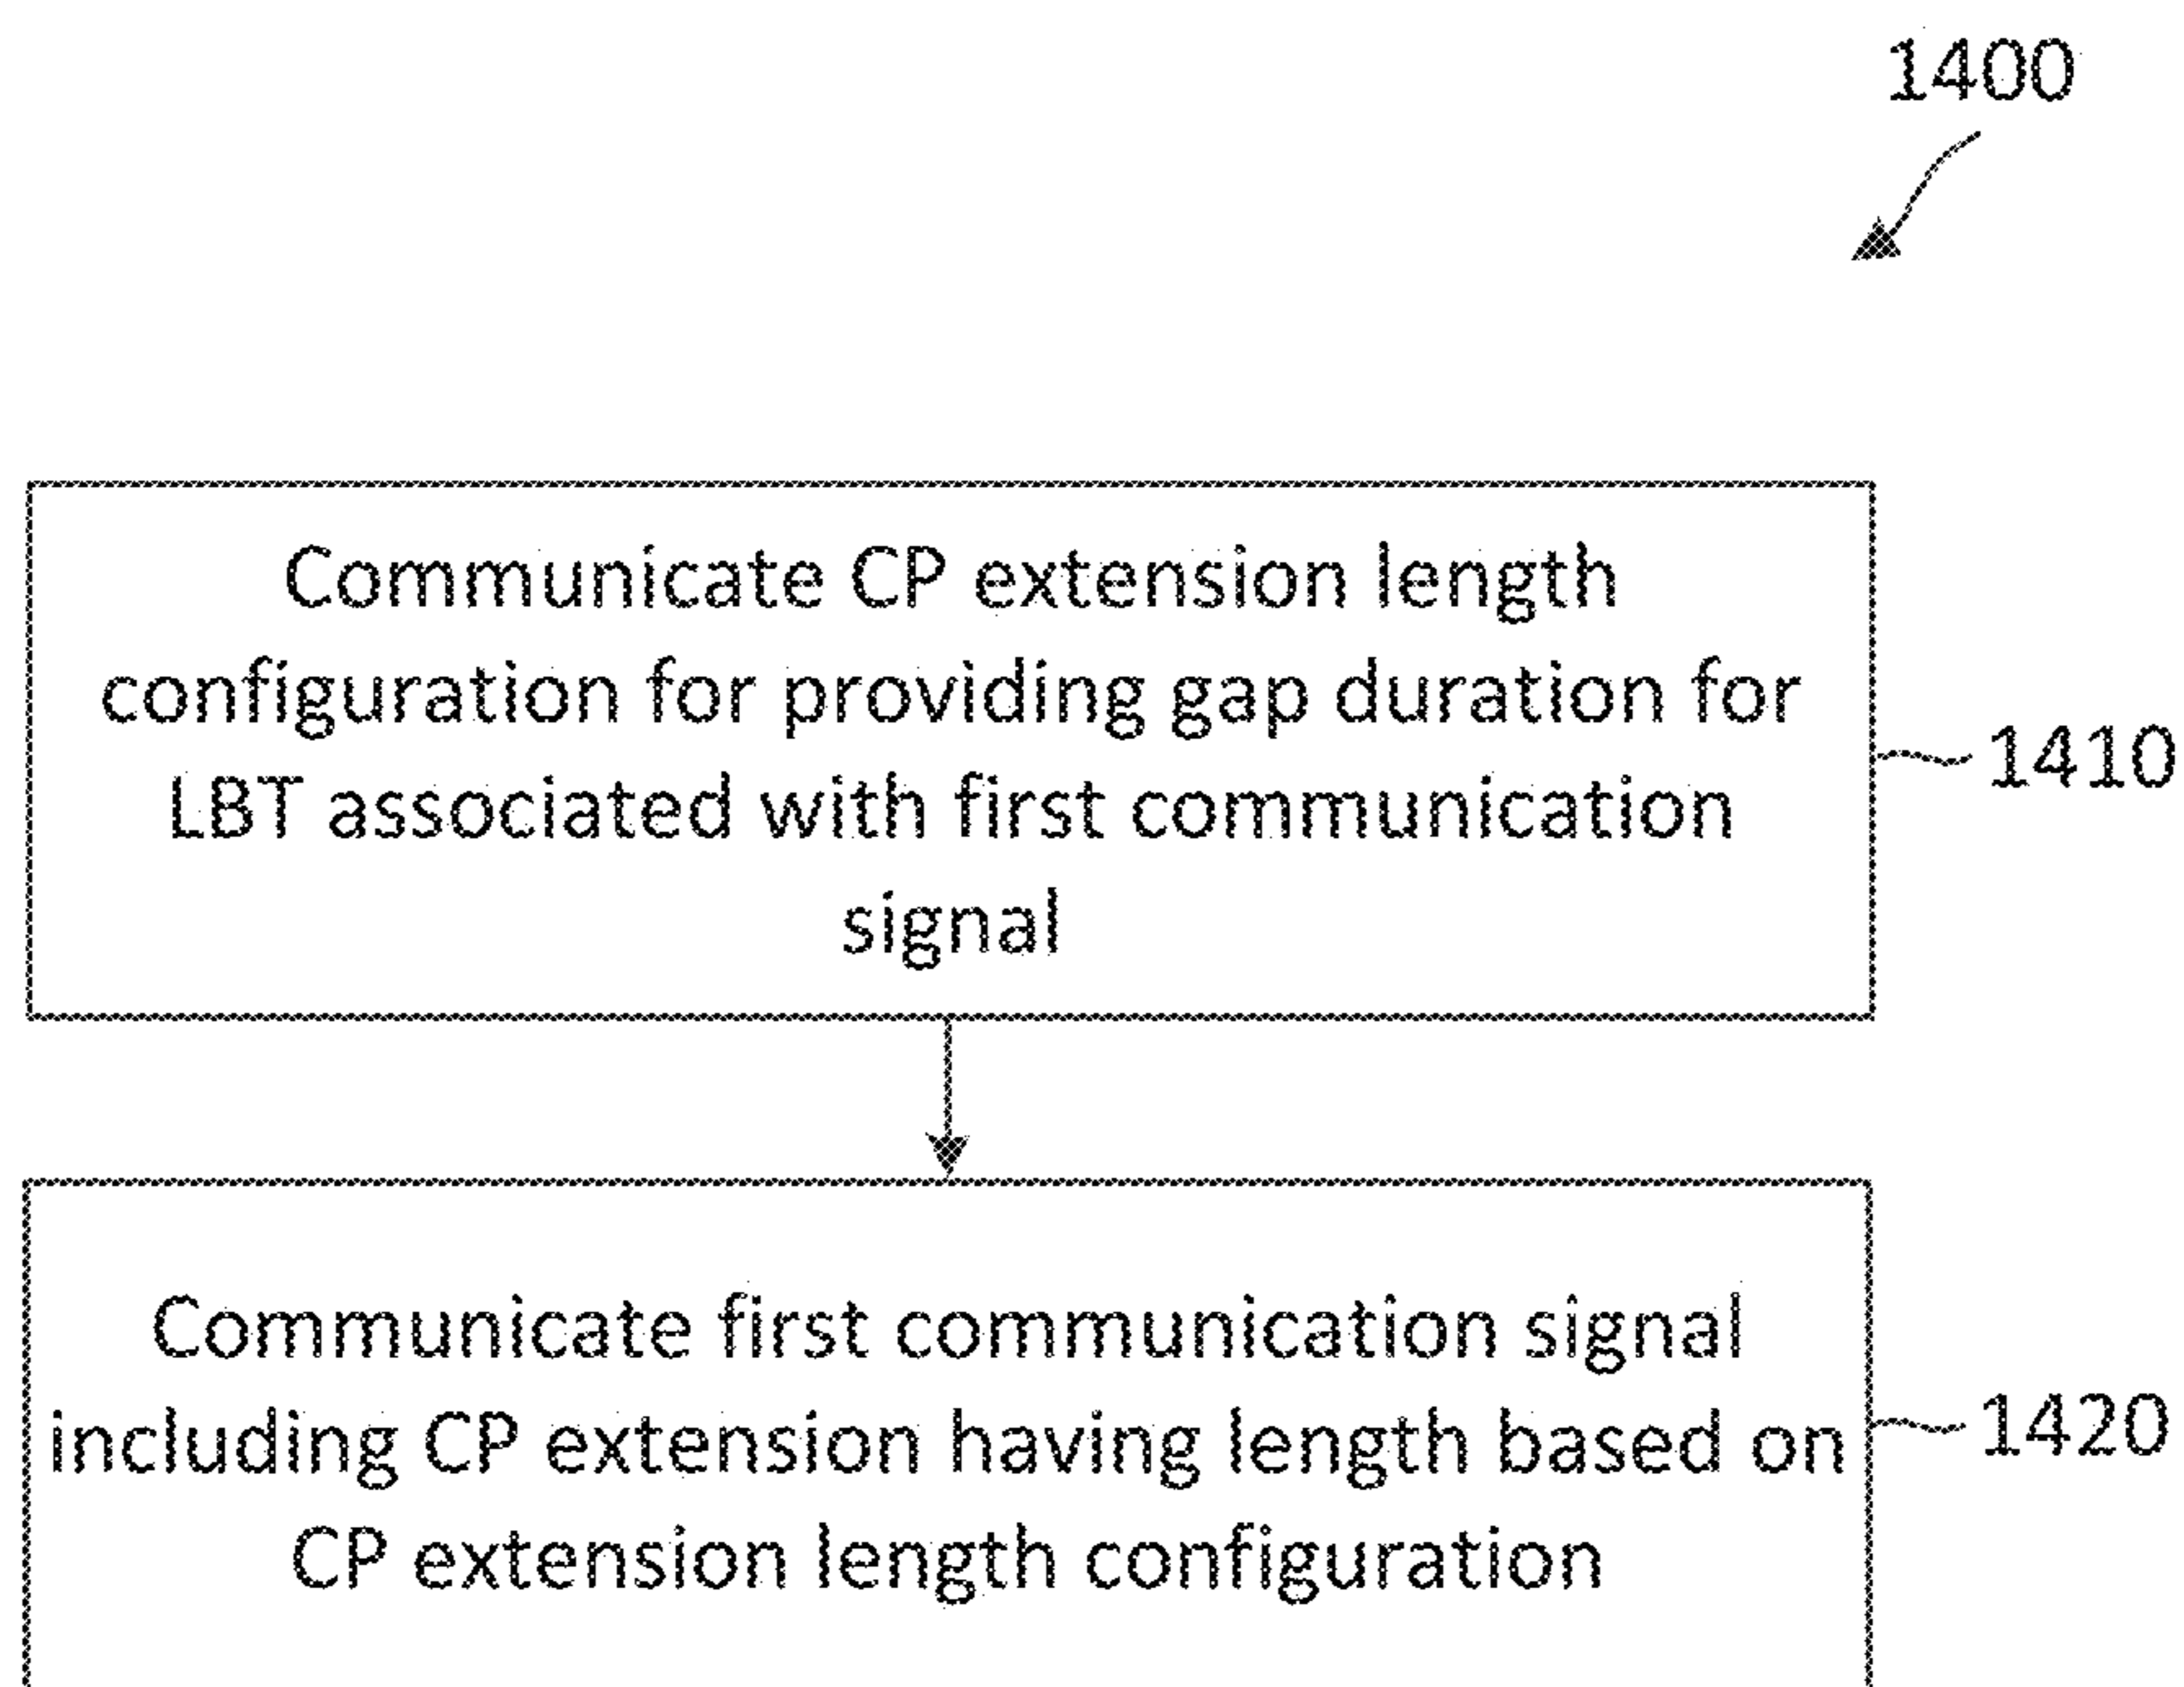 1400
Communicate CP extension length
configuration for providing gap duration for
LBT associated with first communication
signal
1410
Communicate first communication signal
including CP extension having length based on
CP extension length configuration
1420